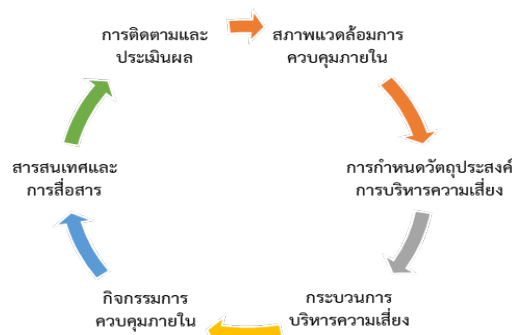 การติดตามและ
ประเมินผล
สภาพแวดล้อมการ
ควบคุมภายใน
การกำหนดวัตถุประสงค์
การบริหารความเสี่ยง
กระบวนการ
บริหารความเสี่ยง
กิจกรรมการ
ควบคุมภายใน
สารสนเทศและ
การสื่อสาร